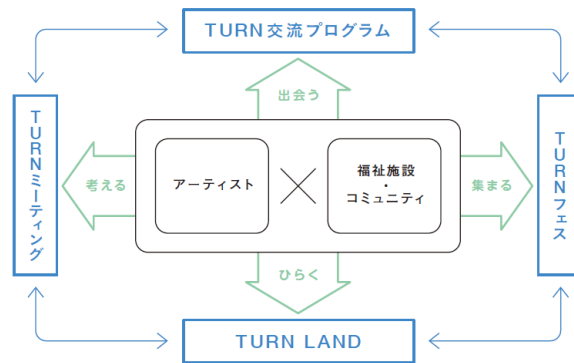 TURN交流プログラム
出会う
TURNミーティング
考える
アーティスト
×
福祉施設
・
コミュニティ
集まる
TURNフェス
ひらく
TURN LAND